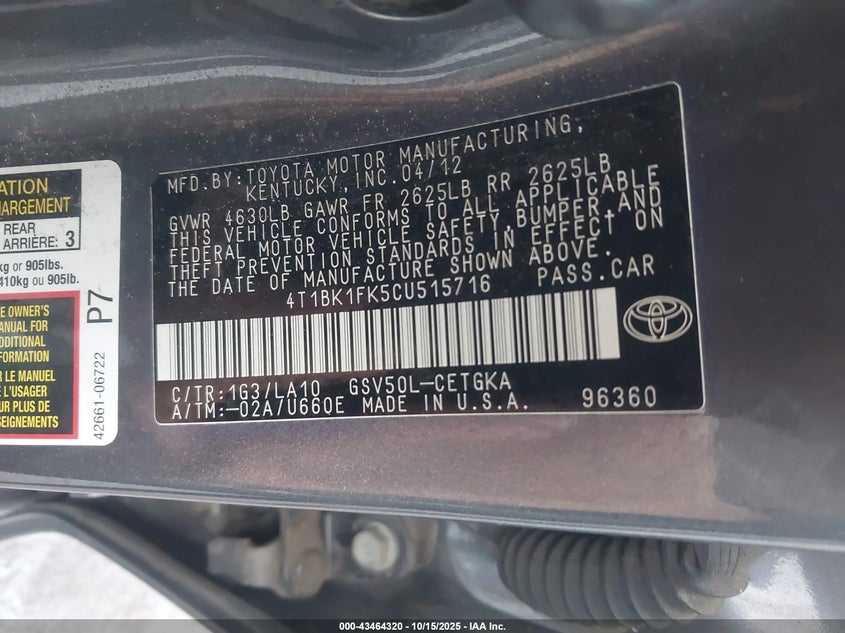 ATION
HARGEMENT
REAR
ARRIÈRE: 3
kg or 905lbs.
410kg ou 905lb.
E OWNER'S
MANUAL FOR
ADDITIONAL
FORMATION
R LE MANUEL
E L'USAGER
UR PLUS DE
SEIGNEMENTS
P7
42661-06722
MFD.BY:TOYOTA MOTOR MANUFACTURING,
KENTUCKY,INC.04/12
GVWR 4630LB GAWR FR 2625LB RR 2625LB
THIS VEHICLE CONFORMS TO ALL APPLICABLE
FEDERAL MOTOR VEHICLE SAFETY,BUMPER,AND
THEFT PREVENTION STANDARDS IN EFFECT ON
THE DATE OF MANUFACTURE SHOWN ABOVE.
4T1BK1FK5CU515716 PASS.CAR
C/TR:1G3/LA10 GSV50L-CETGKA
A/TM:-02A/U660E MADE IN U.S.A. 96360
000-43464320 - 10/15/2025 - IAA Inc.